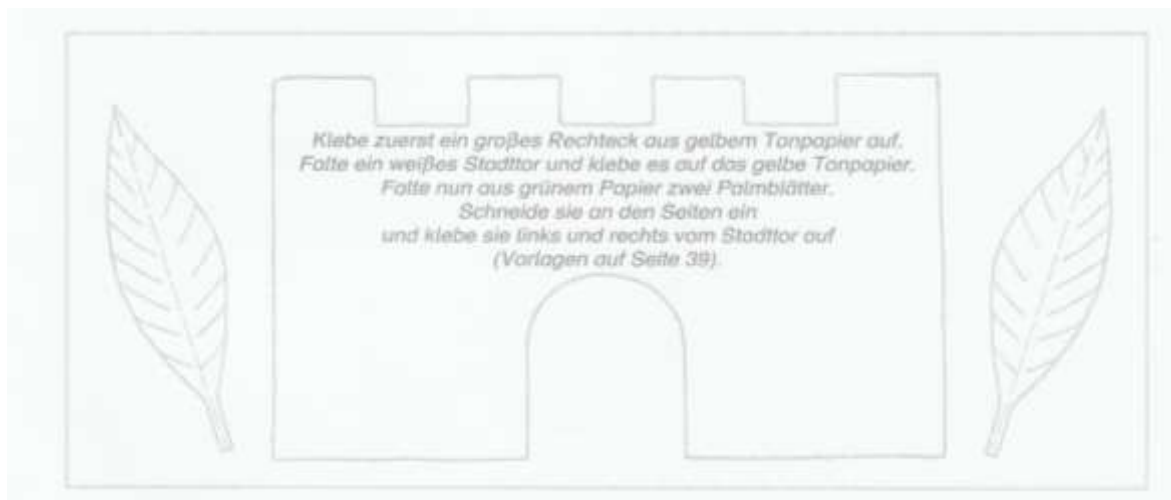 Klebe zuerst ein großes Rechteck aus gelbem Tonpapier auf.
Falte ein weißes Stadttor und klebe es auf das gelbe Tonpapier.
Falte nun aus grünem Papier zwei Palmblätter.
Schneide sie an den Seiten ein
und klebe sie links und rechts vom Stadttor auf
(Vorlagen auf Seite 39).